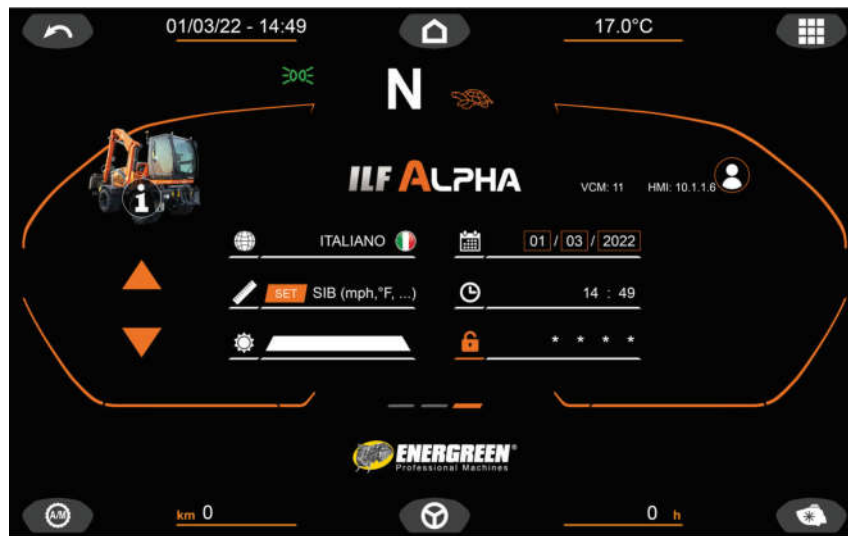 01/03/22 - 14:49
17.0°C
N
ILF ALPHA
VCM: 11 HMI: 10.1.1.6
i
ITALIANO
01 / 03 / 2022
SET SIB (mph,°F, ...)
14 : 49
* * * *
ENERGREEN®
Professional Machines
A/M
km 0
0 h